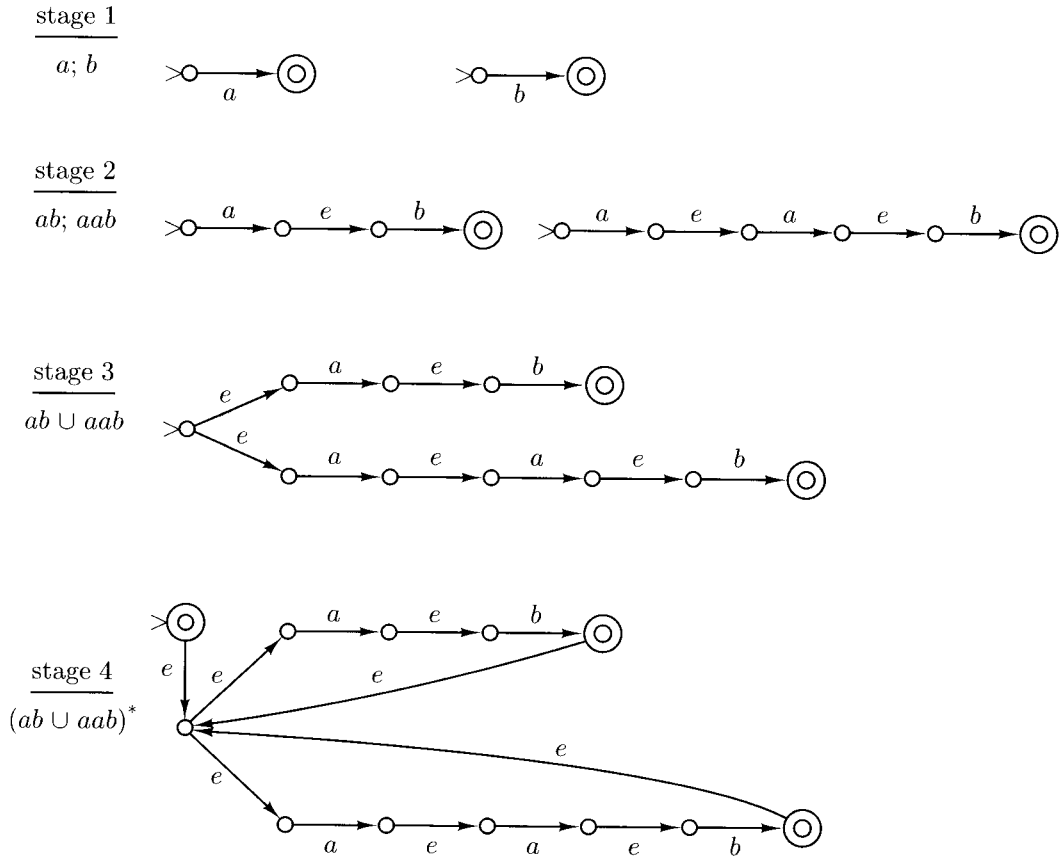 stage 1
a; b
a
b
stage 2
ab; aab
a e b
a e a e b
stage 3
ab ∪ aab
e a e b
e a e a e b
stage 4
(ab ∪ aab)*
e
e a e b
e
e
e
a e a e b